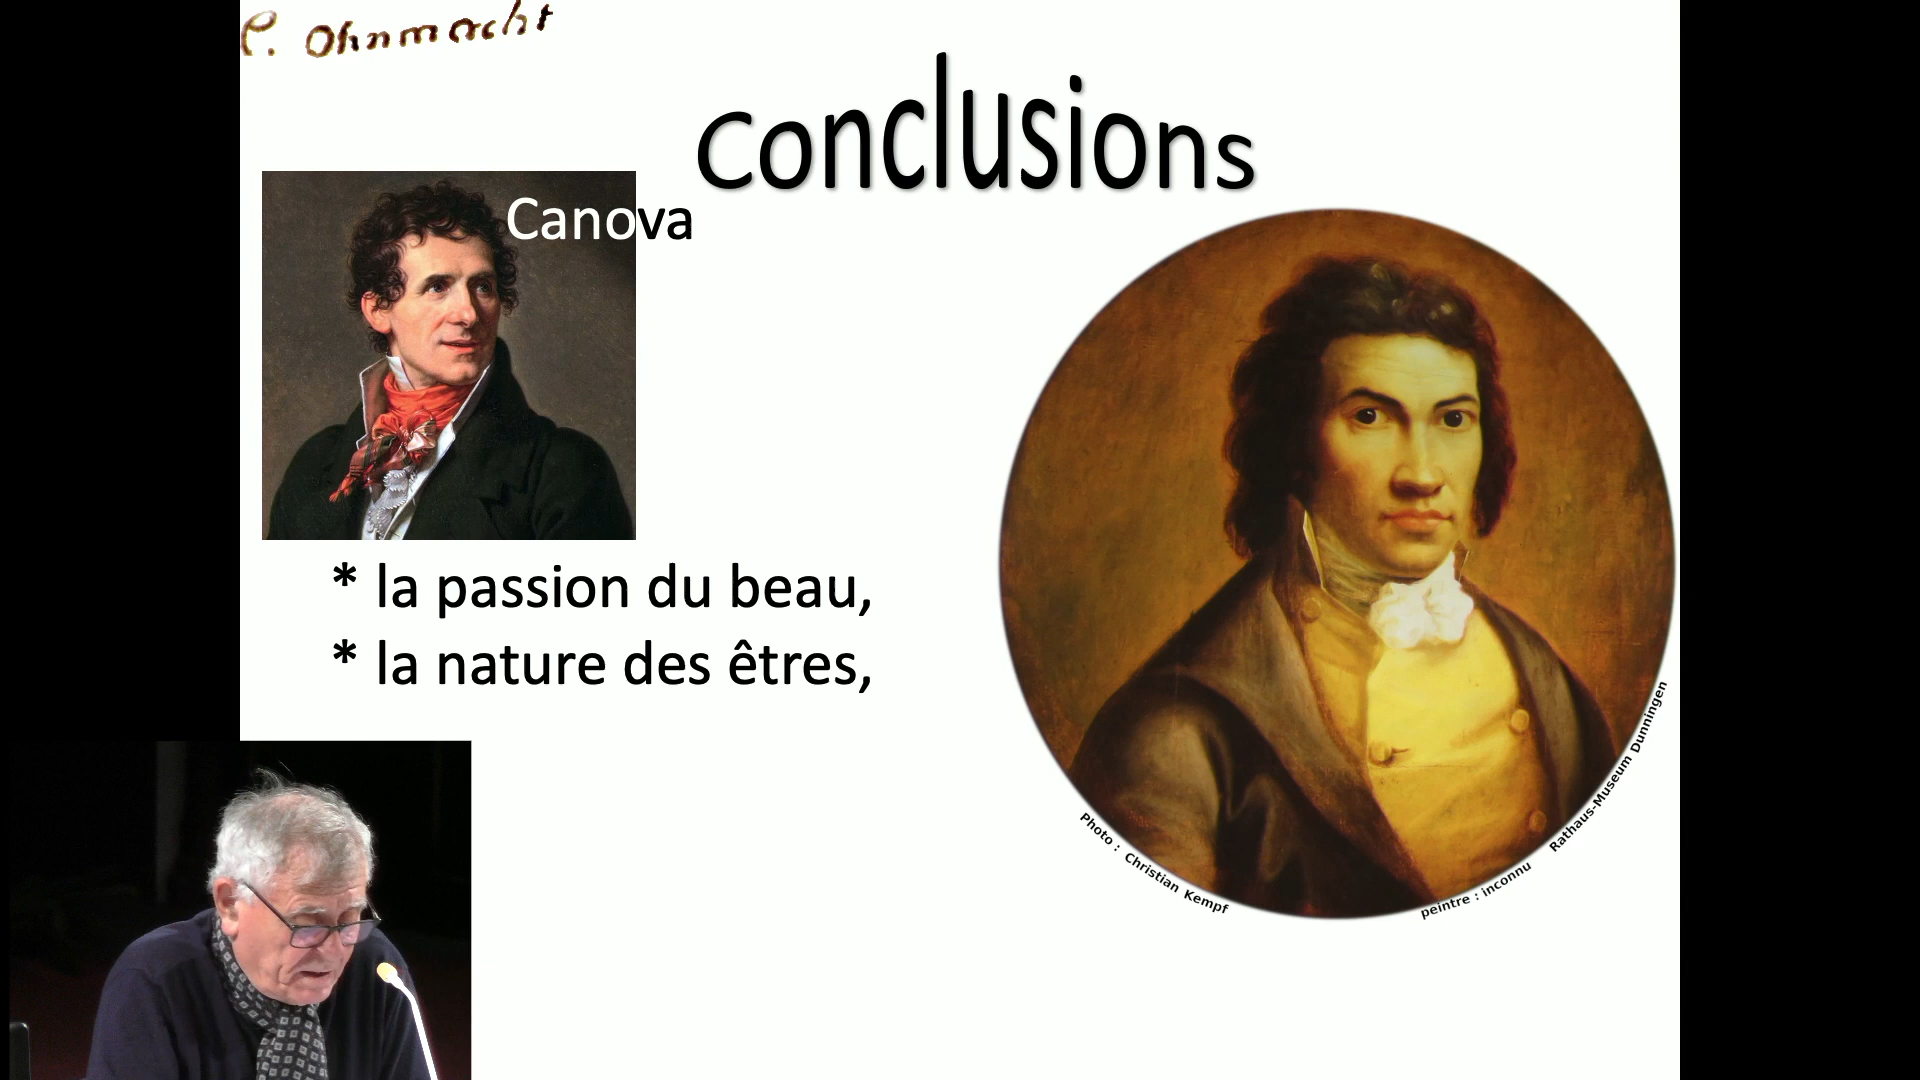 L. Ohnmacht
Conclusions
Canova
* la passion du beau,
* la nature des êtres,
Photo : Christian Kempf
peintre : inconnu
Rathaus-Museum Dunningen